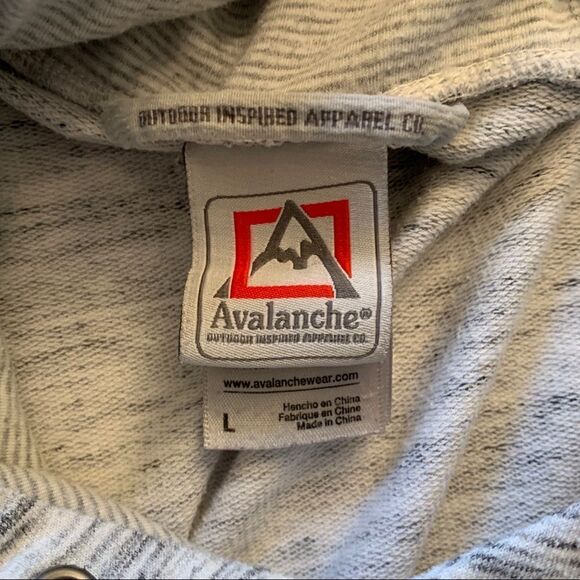 OUTDOOR INSPIRED APPAREL CO.
Avalanche®
OUTDOOR INSPIRED APPAREL CO.
www.avalanchewear.com
L
Hencho en China
Fabrique en Chine
Made in China